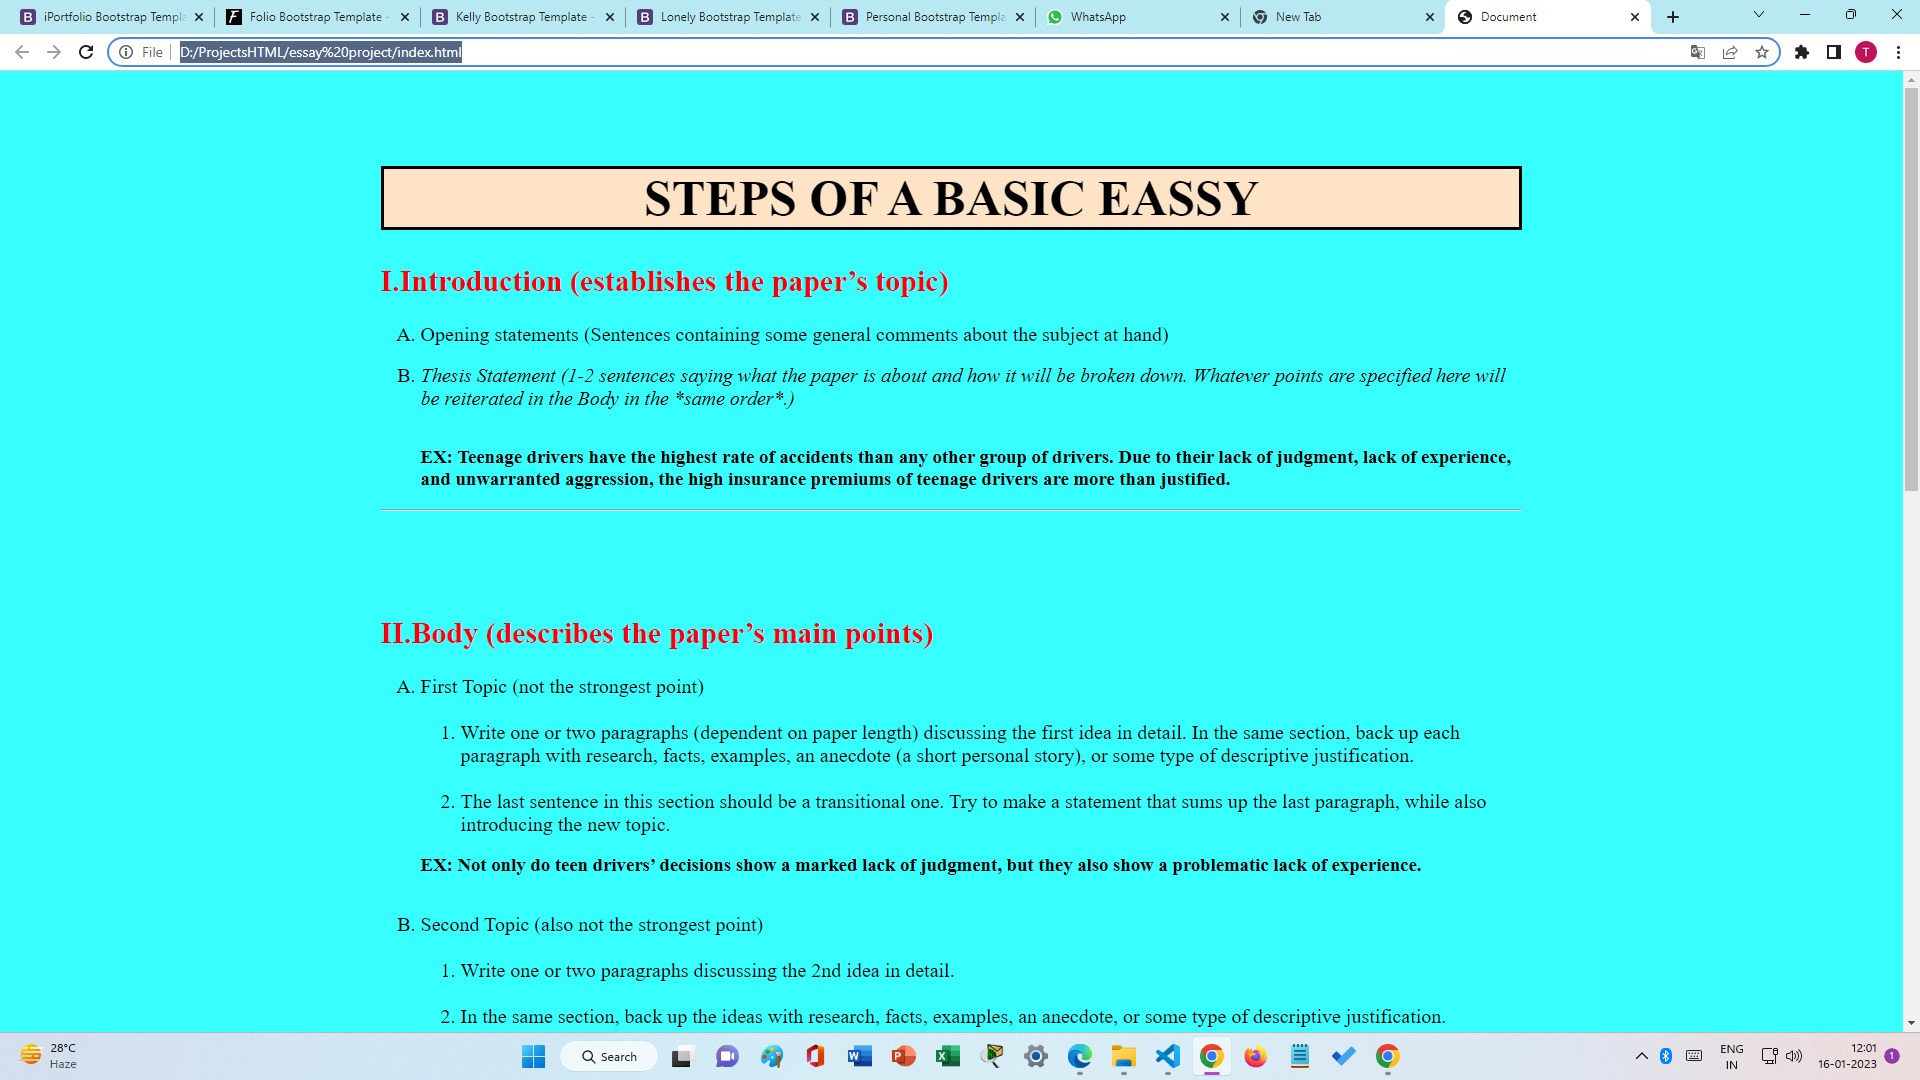 iPortfolio Bootstrap Templa
Folio Bootstrap Template -
Kelly Bootstrap Template -
Lonely Bootstrap Template
Personal Bootstrap Templa
WhatsApp
New Tab
Document
File
D:/ProjectsHTML/essay%20project/index.html
T
STEPS OF A BASIC EASSY
I.Introduction (establishes the paper’s topic)
A. Opening statements (Sentences containing some general comments about the subject at hand)
B. Thesis Statement (1-2 sentences saying what the paper is about and how it will be broken down. Whatever points are specified here will
be reiterated in the Body in the *same order*.)
EX: Teenage drivers have the highest rate of accidents than any other group of drivers. Due to their lack of judgment, lack of experience,
and unwarranted aggression, the high insurance premiums of teenage drivers are more than justified.
II.Body (describes the paper’s main points)
A. First Topic (not the strongest point)
1. Write one or two paragraphs (dependent on paper length) discussing the first idea in detail. In the same section, back up each
paragraph with research, facts, examples, an anecdote (a short personal story), or some type of descriptive justification.
2. The last sentence in this section should be a transitional one. Try to make a statement that sums up the last paragraph, while also
introducing the new topic.
EX: Not only do teen drivers’ decisions show a marked lack of judgment, but they also show a problematic lack of experience.
B. Second Topic (also not the strongest point)
1. Write one or two paragraphs discussing the 2nd idea in detail.
2. In the same section, back up the ideas with research, facts, examples, an anecdote, or some type of descriptive justification.
28°C
Haze
Search
ENG
IN
12:01
16-01-2023
1